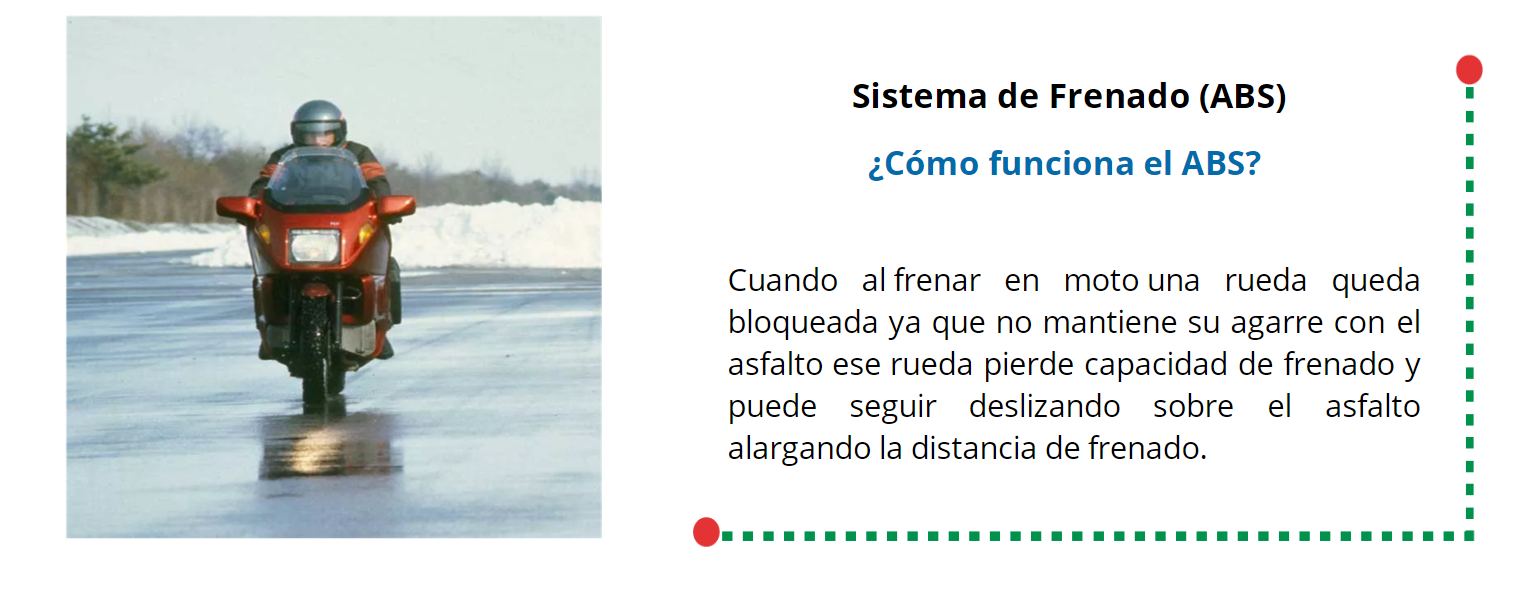 Sistema de Frenado (ABS)
¿Cómo funciona el ABS?
Cuando al frenar en moto una rueda queda
bloqueada ya que no mantiene su agarre con el
asfalto ese rueda pierde capacidad de frenado y
puede seguir deslizando sobre el asfalto
alargando la distancia de frenado.